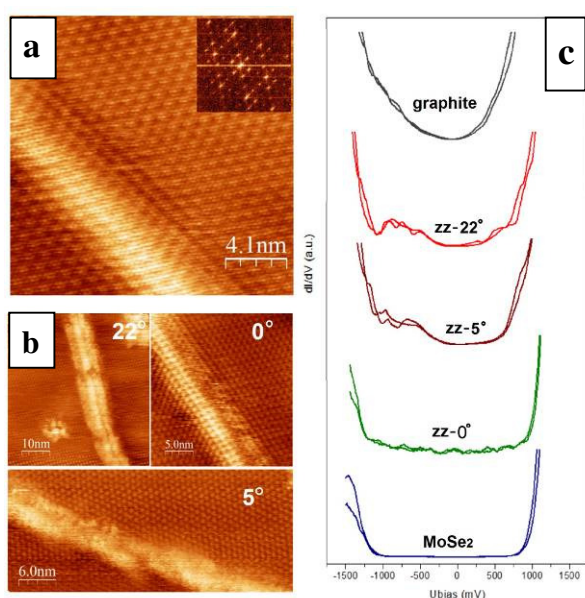 a
4.1nm
b
22°
10nm
0°
5.0nm
5°
6.0nm
c
graphite
zz-22°
zz-5°
zz-0°
MoSe2
dI/dV (a.u.)
-1500 -1000 -500 0 500 1000
Ubias (mV)